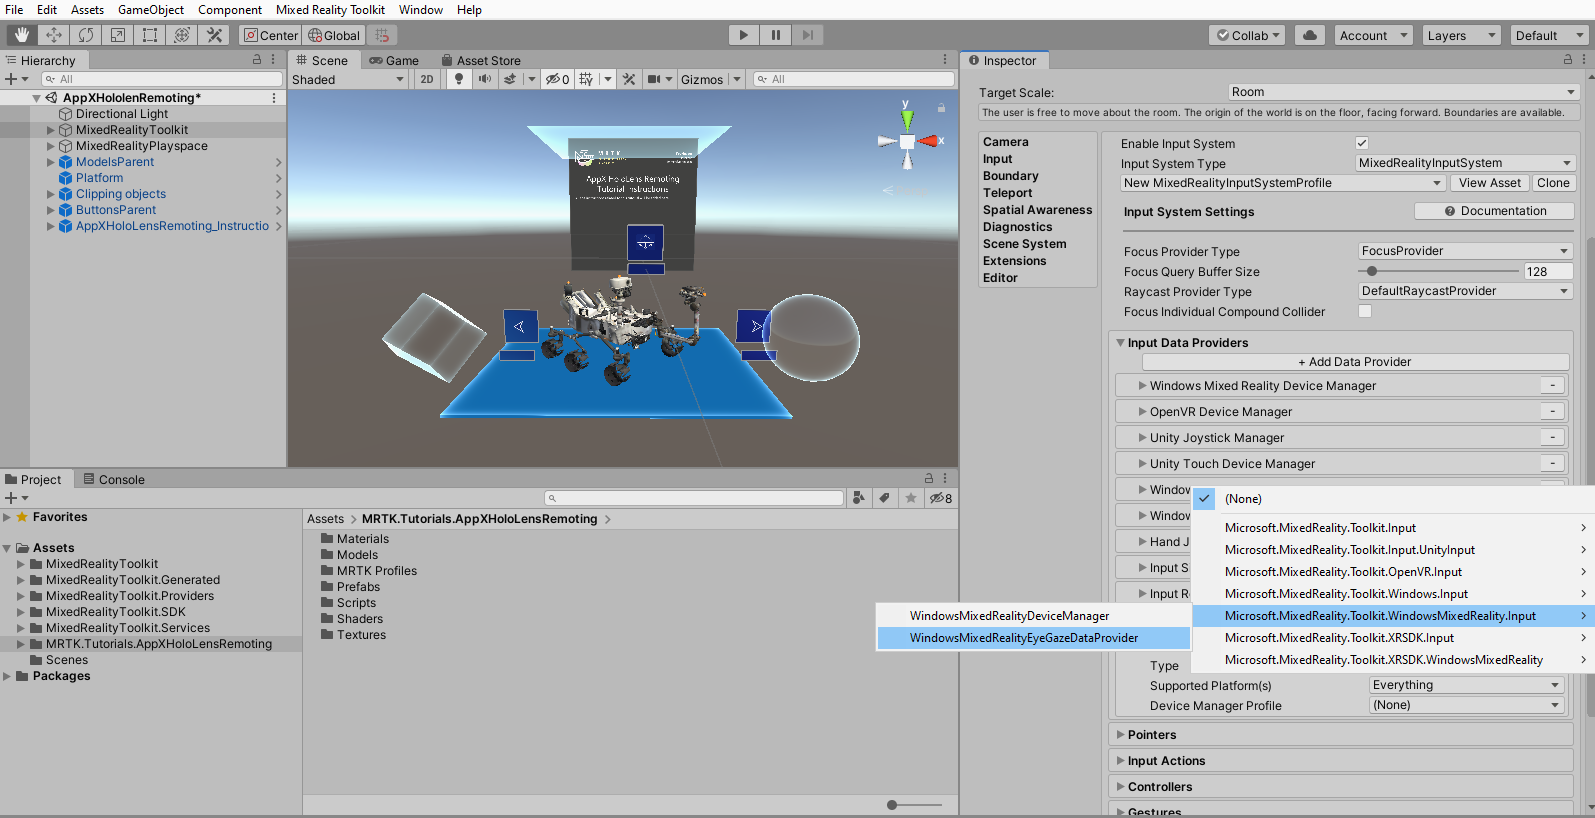 File Edit Assets GameObject Component Mixed Reality Toolkit Window Help
Center Global Collab Account Layers Default
Hierarchy
All
AppXHololenRemoting*
Directional Light
MixedRealityToolkit
MixedRealityPlayspace
ModelsParent
Platform
Clipping objects
ButtonsParent
AppXHoloLensRemoting_Instructio
Scene Game Asset Store
Shaded 2D 0 Gizmos All
y
x
M R T K
AppX HoloLens Remoting
Tutorial Instructions
Project Console
8
Favorites
Assets
MixedRealityToolkit
MixedRealityToolkit.Generated
MixedRealityToolkit.Providers
MixedRealityToolkit.SDK
MixedRealityToolkit.Services
MRTK.Tutorials.AppXHoloLensRemoting
Scenes
Packages
Assets > MRTK.Tutorials.AppXHoloLensRemoting >
Materials
Models
MRTK Profiles
Prefabs
Scripts
Shaders
Textures
Inspector
Target Scale: Room
The user is free to move about the room. The origin of the world is on the floor, facing forward. Boundaries are available.
Camera
Input
Boundary
Teleport
Spatial Awareness
Diagnostics
Scene System
Extensions
Editor
Enable Input System
Input System Type MixedRealityInputSystem
New MixedRealityInputSystemProfile View Asset Clone
Input System Settings Documentation
Focus Provider Type FocusProvider
Focus Query Buffer Size 128
Raycast Provider Type DefaultRaycastProvider
Focus Individual Compound Collider
Input Data Providers
+ Add Data Provider
Windows Mixed Reality Device Manager -
OpenVR Device Manager -
Unity Joystick Manager -
Unity Touch Device Manager -
Window
Window
Hand J
Input S
Input Re
(None)
Microsoft.MixedReality.Toolkit.Input
Microsoft.MixedReality.Toolkit.Input.UnityInput
Microsoft.MixedReality.Toolkit.OpenVR.Input
Microsoft.MixedReality.Toolkit.Windows.Input
Microsoft.MixedReality.Toolkit.WindowsMixedReality.Input
Microsoft.MixedReality.Toolkit.XRSDK.Input
Microsoft.MixedReality.Toolkit.XRSDK.WindowsMixedReality
WindowsMixedRealityDeviceManager
WindowsMixedRealityEyeGazeDataProvider
Type
Supported Platform(s) Everything
Device Manager Profile (None)
Pointers
Input Actions
Controllers
Gestures